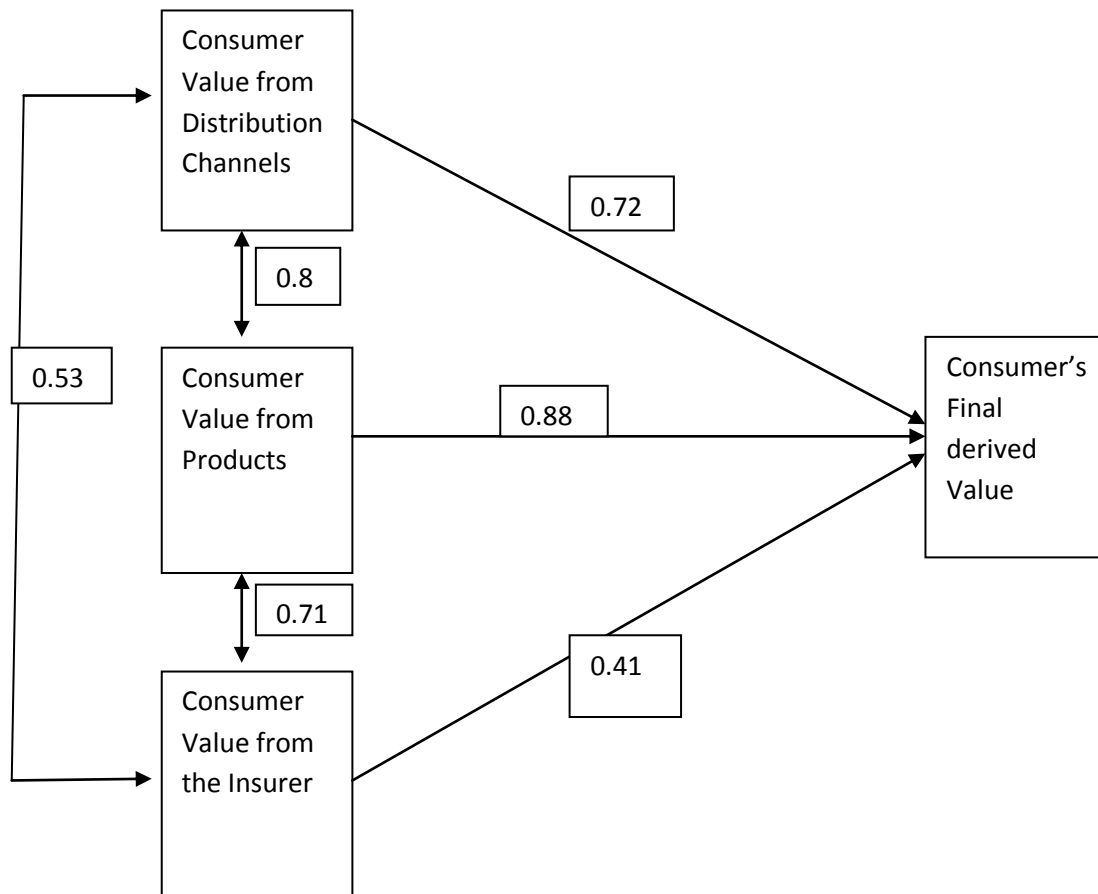 Consumer
Value from
Distribution
Channels
0.72
0.8
0.53
Consumer
Value from
Products
0.88
Consumer’s
Final
derived
Value
0.71
0.41
Consumer
Value from
the Insurer